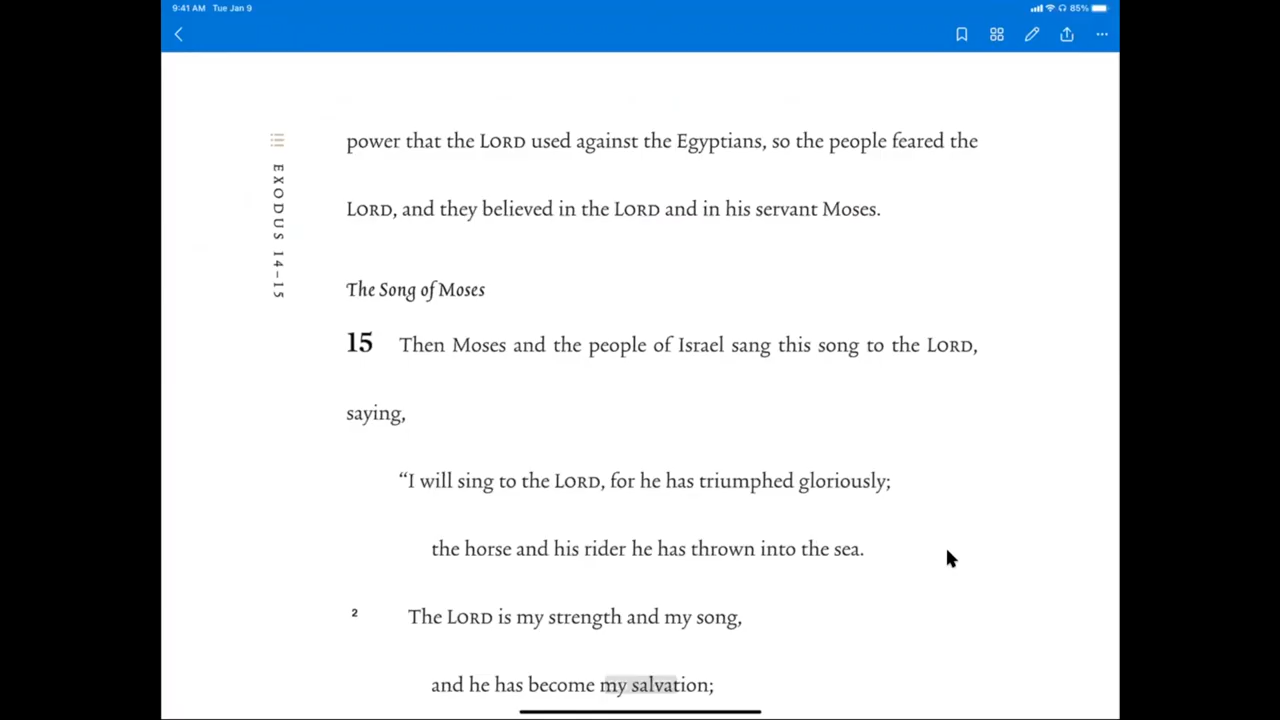 9:41 AM Tue Jan 9
85%
EXODUS 14–15
power that the LORD used against the Egyptians, so the people feared the
LORD, and they believed in the LORD and in his servant Moses.
The Song of Moses
15 Then Moses and the people of Israel sang this song to the LORD,
saying,
“I will sing to the LORD, for he has triumphed gloriously;
the horse and his rider he has thrown into the sea.
2 The LORD is my strength and my song,
and he has become my salvation;